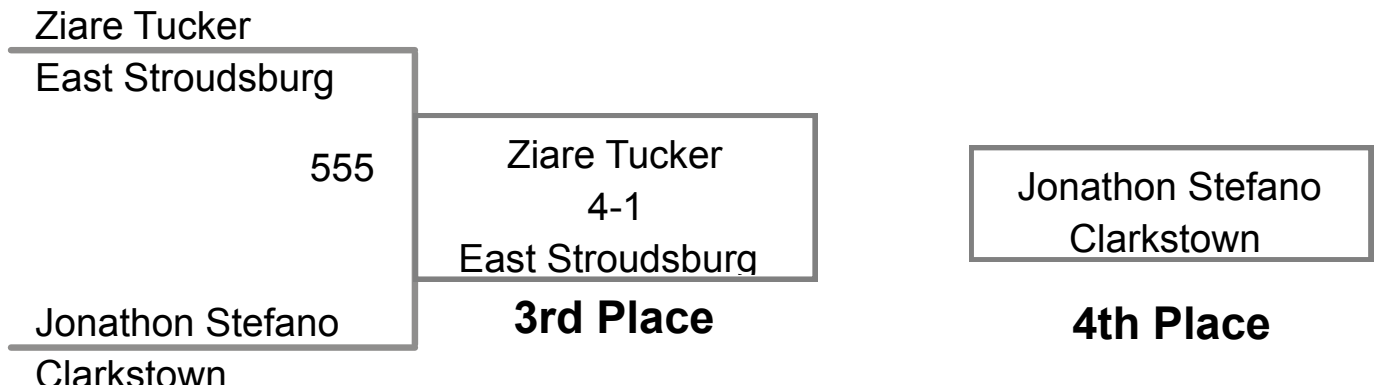 Ziare Tucker
East Stroudsburg
555
Jonathon Stefano
Clarkstown
Ziare Tucker
4-1
East Stroudsburg
3rd Place
Jonathon Stefano
Clarkstown
4th Place